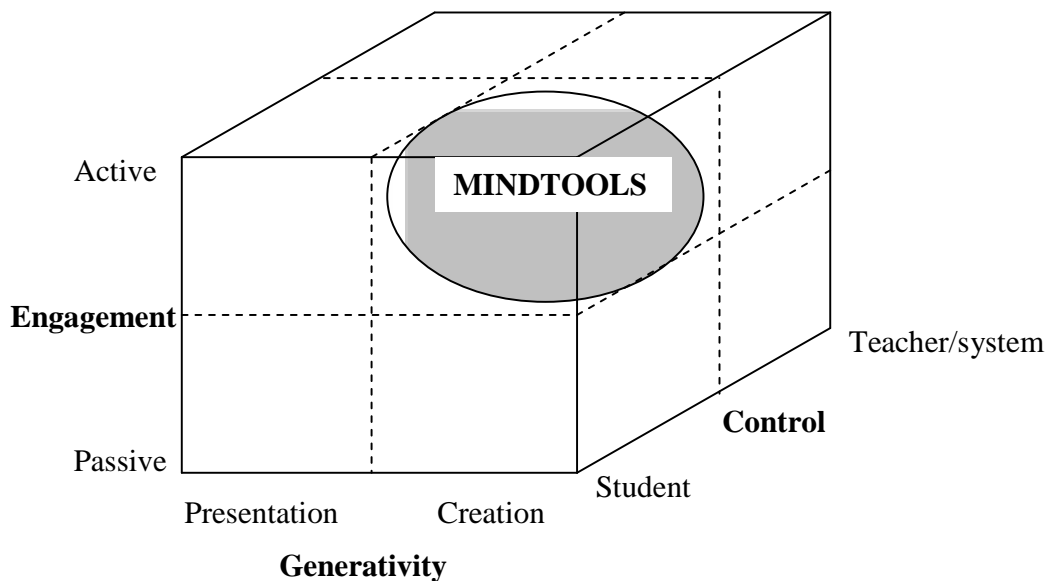 Active
MINDTOOLS
Engagement
Teacher/system
Control
Passive
Student
Presentation
Creation
Generativity